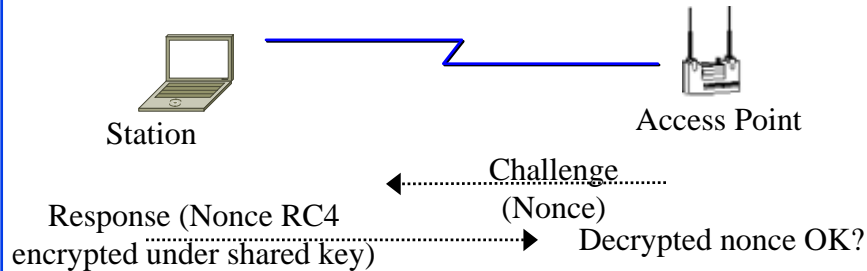 Station
Access Point
Challenge
(Nonce)
Response (Nonce RC4
encrypted under shared key)
Decrypted nonce OK?